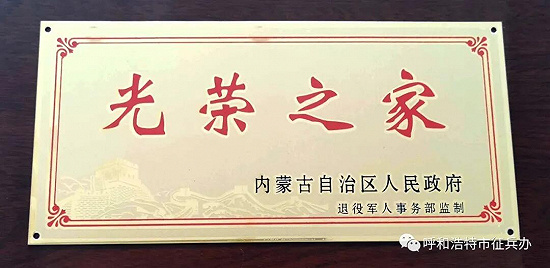 光荣之家
内蒙古自治区人民政府
退役军人事务部监制
呼和浩特市征兵办